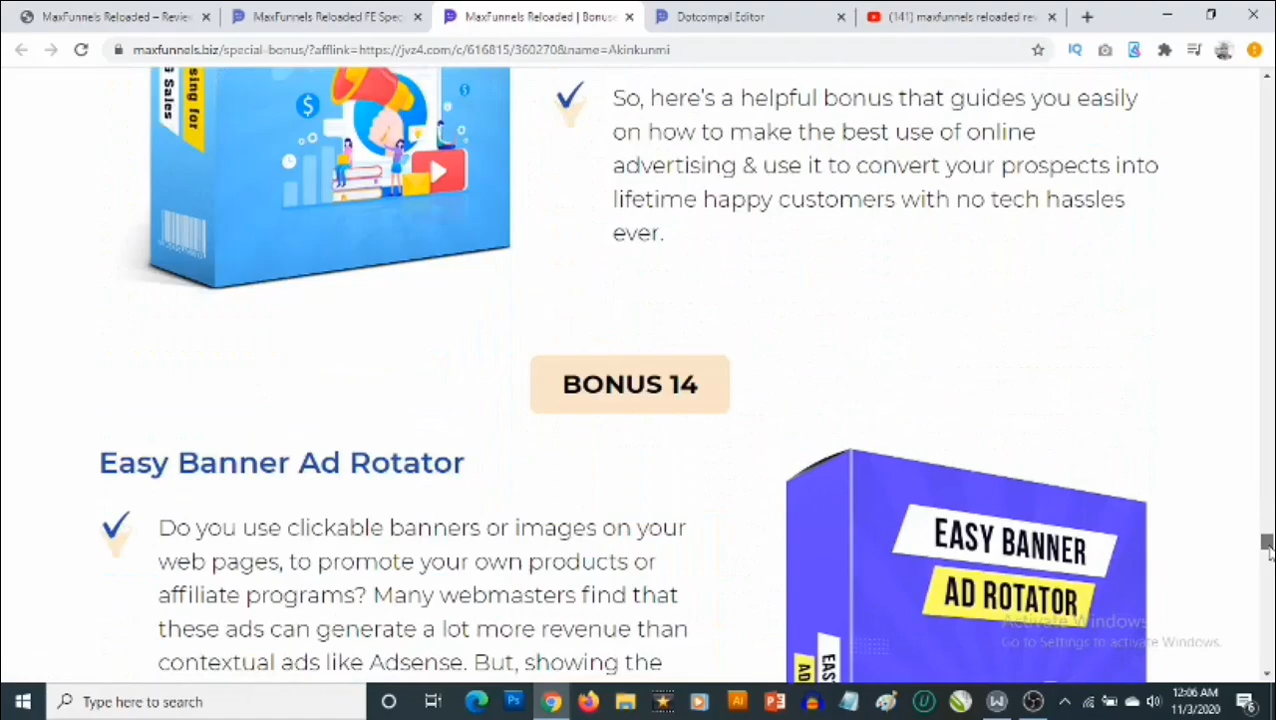 MaxFunnels Reloaded – Review
MaxFunnels Reloaded FE Spec
MaxFunnels Reloaded | Bonus
Dotcompal Editor
(141) maxfunnels reloaded re
maxfunnels.biz/special-bonus/?afflink=https://jvz4.com/c/616815/360270&name=Akinkunmi
So, here's a helpful bonus that guides you easily
on how to make the best use of online
advertising & use it to convert your prospects into
lifetime happy customers with no tech hassles
ever.
sing for
Sales
BONUS 14
Easy Banner Ad Rotator
Do you use clickable banners or images on your
web pages, to promote your own products or
affiliate programs? Many webmasters find that
these ads can generate a lot more revenue than
contextual ads like Adsense. But, showing the
EASY BANNER
AD ROTATOR
Activate Windows
Go to Settings to activate Windows.
Type here to search
12:06 AM
11/3/2020